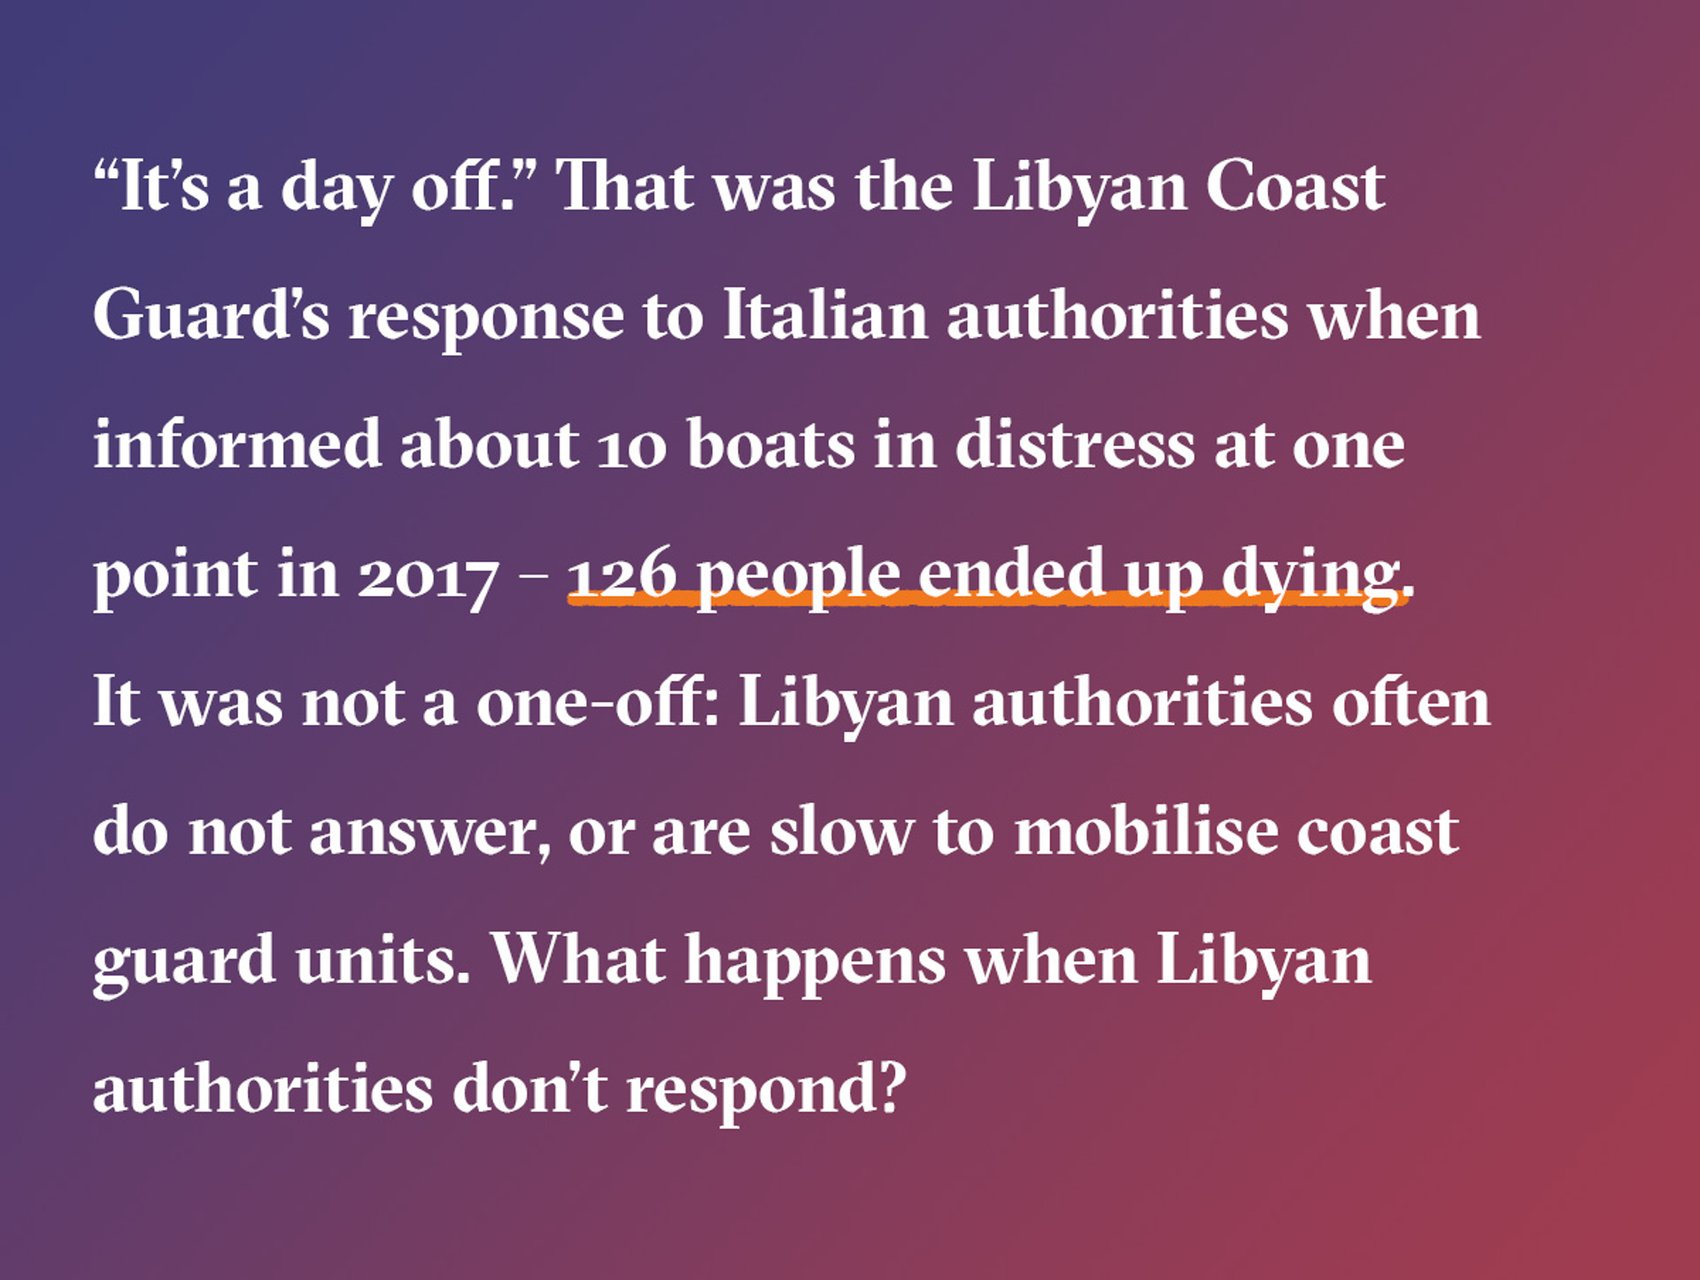 “It’s a day off.” That was the Libyan Coast
Guard’s response to Italian authorities when
informed about 10 boats in distress at one
point in 2017 – 126 people ended up dying.
It was not a one-off: Libyan authorities often
do not answer, or are slow to mobilise coast
guard units. What happens when Libyan
authorities don’t respond?